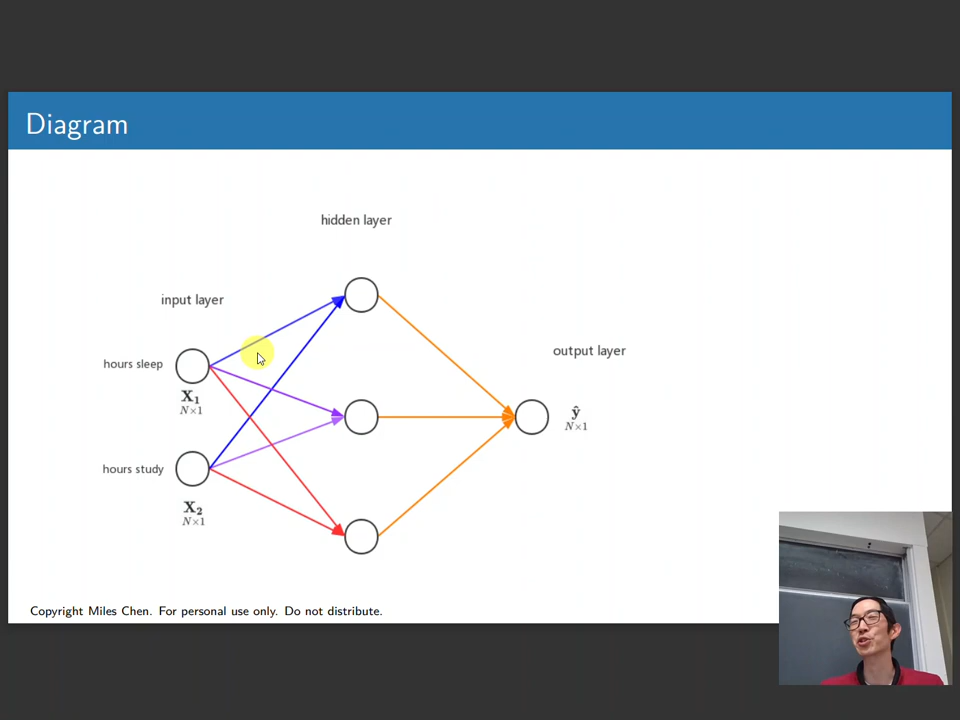 Diagram
hidden layer
input layer
output layer
hours sleep
X₁
N×1
ŷ
N×1
hours study
X₂
N×1
Copyright Miles Chen. For personal use only. Do not distribute.